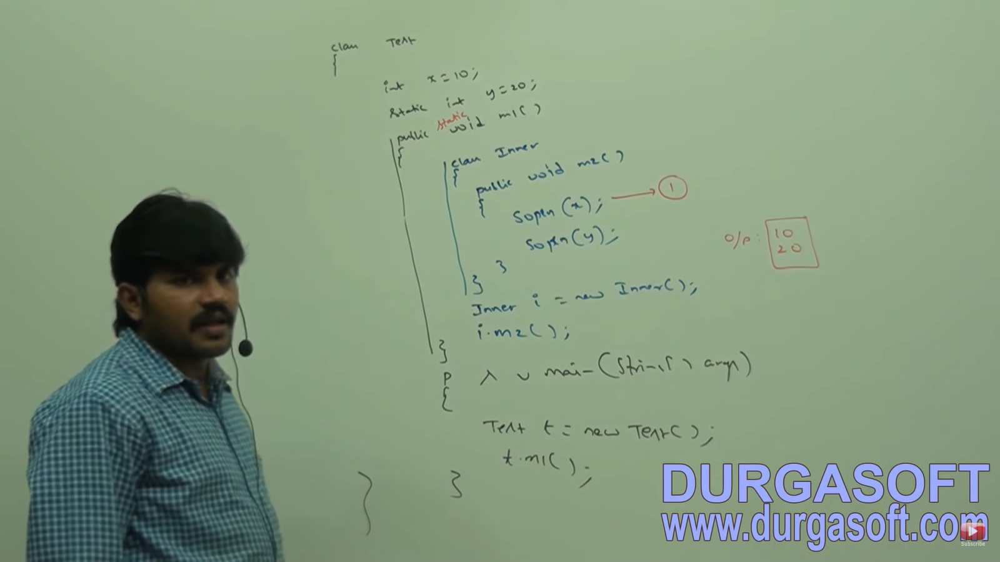 class Test
{
int x = 10;
static int y = 20;
public static void m1( )
{
class Inner
{
public void m2( )
{
Sopln (x); → 1
Sopln (y);
}
}
O/P : 10
20
Inner i = new Inner( );
i.m2( );
}
P s v main (String[ ] args)
{
Test t = new Test( );
t.m1( );
}
}
DURGASOFT
www.durgasoft.com
Subscribe